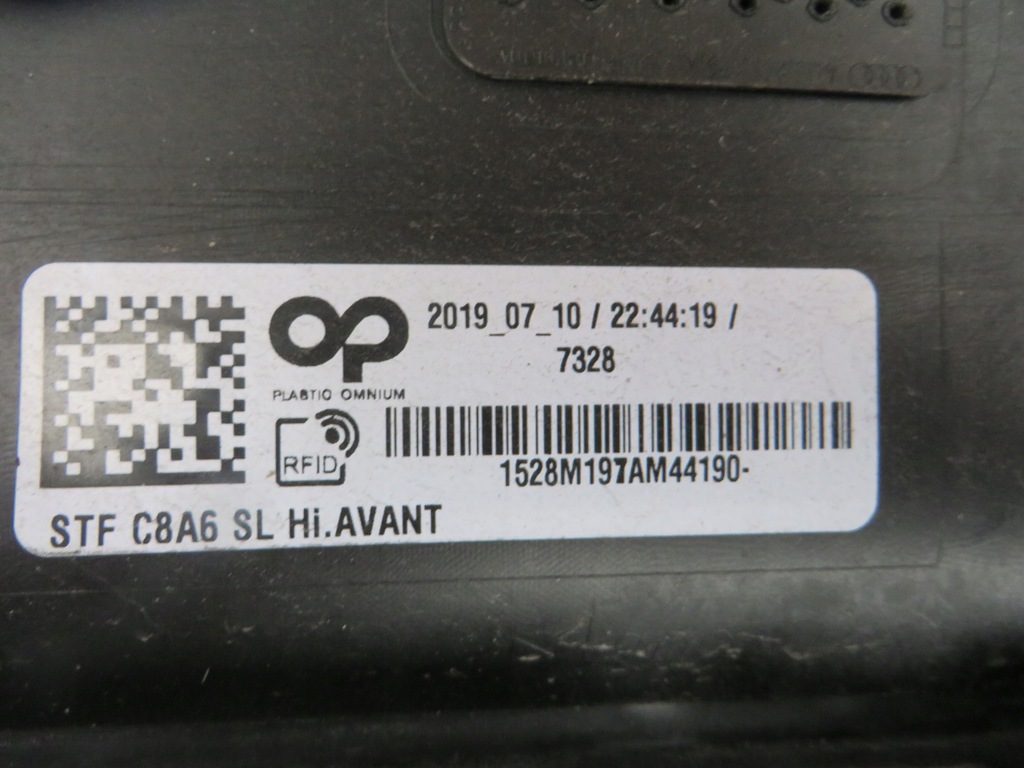 2019_07_10 / 22:44:19 /
7328
PLASTIC OMNIUM
RFID
1528M197AM44190-
STF C8A6 SL Hi.AVANT